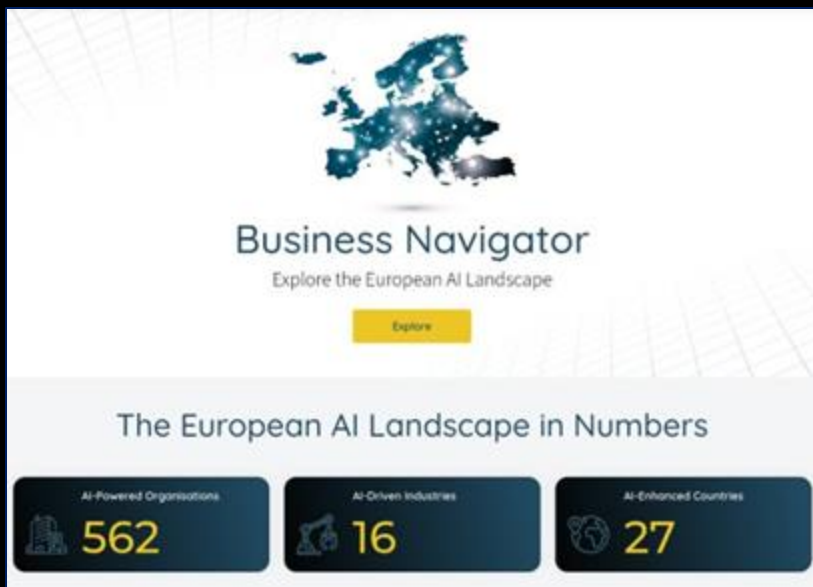 Business Navigator
Explore the European AI Landscape
Explore
The European AI Landscape in Numbers
AI-Powered Organisations
562
AI-Driven Industries
16
AI-Enhanced Countries
27